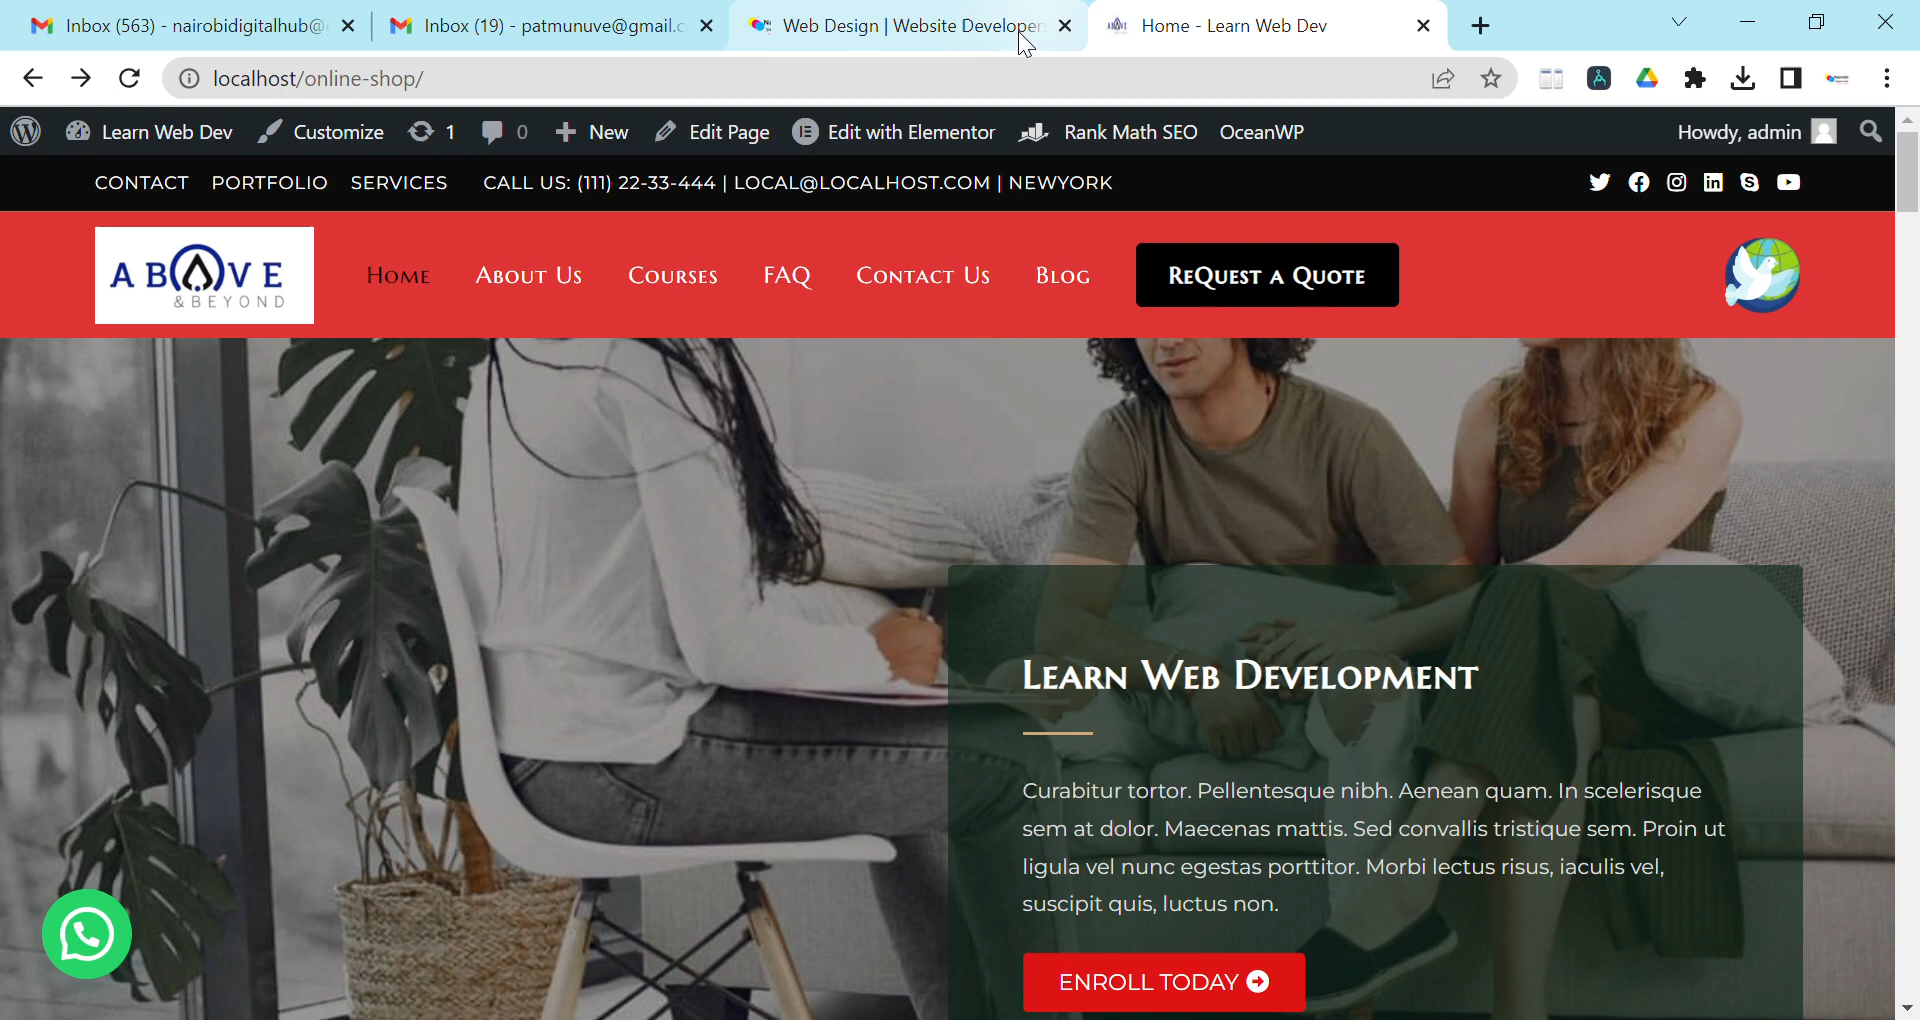 Inbox (563) - nairobidigitalhub@
Inbox (19) - patmunuve@gmail.c
Web Design | Website Developer
Home - Learn Web Dev
localhost/online-shop/
Learn Web Dev
Customize
1
0
New
Edit Page
Edit with Elementor
Rank Math SEO
OceanWP
Howdy, admin
CONTACT PORTFOLIO SERVICES CALL US: (111) 22-33-444 | LOCAL@LOCALHOST.COM | NEWYORK
ABOVE
& BEYOND
Home
About Us
Courses
FAQ
Contact Us
Blog
ReQuest a Quote
Learn Web Development
Curabitur tortor. Pellentesque nibh. Aenean quam. In scelerisque
sem at dolor. Maecenas mattis. Sed convallis tristique sem. Proin ut
ligula vel nunc egestas porttitor. Morbi lectus risus, iaculis vel,
suscipit quis, luctus non.
ENROLL TODAY